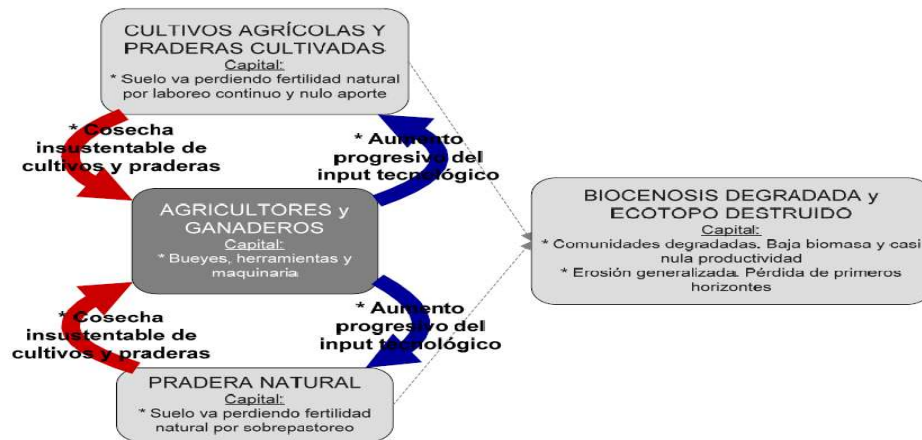 CULTIVOS AGRÍCOLAS Y
PRADERAS CULTIVADAS
Capital:
* Suelo va perdiendo fertilidad natural
por laboreo continuo y nulo aporte
* Cosecha
insustentable de
cultivos y praderas
* Aumento
progresivo del
input tecnológico
AGRICULTORES y
GANADEROS
Capital:
* Bueyes, herramientas y
maquinaria
BIOCENOSIS DEGRADADA y
ECOTOPO DESTRUIDO
Capital:
* Comunidades degradadas. Baja biomasa y casi
nula productividad
* Erosión generalizada. Pérdida de primeros
horizontes
* Cosecha
insustentable de
cultivos y praderas
* Aumento
progresivo del
input tecnológico
PRADERA NATURAL
Capital:
* Suelo va perdiendo fertilidad
natural por sobrepastoreo